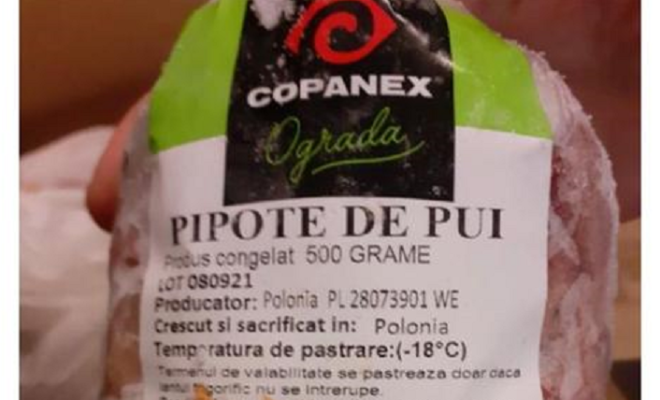 COPANEX
Ograda
PIPOTE DE PUI
Produs congelat 500 GRAME
LOT 080921
Producator: Polonia PL 28073901 WE
Crescut si sacrificat in: Polonia
Temperatura de pastrare:(-18°C)
Termenul de valabilitate se pastreaza doar daca
lantul frigorific nu se intrerupe.